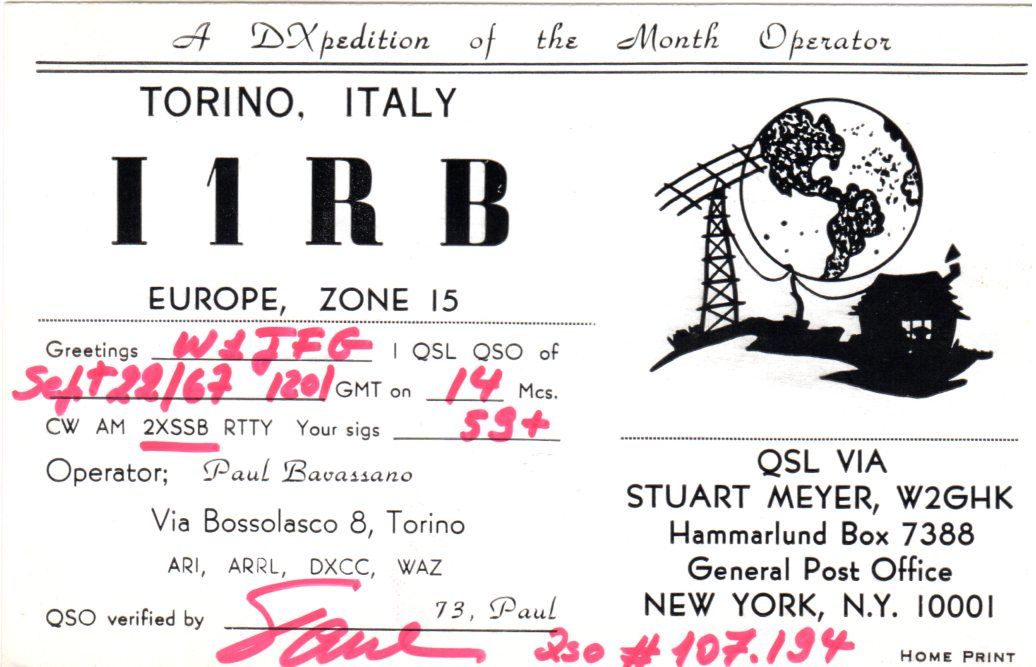 A DXpedition of the Month Operator
TORINO, ITALY
I1RB
EUROPE, ZONE 15
Greetings W1JFG I QSL QSO of
Sept 22/67 1201 GMT on 14 Mcs.
CW AM 2XSSB RTTY Your sigs 59+
Operator; Paul Bavassano
Via Bossolasco 8, Torino
ARI, ARRL, DXCC, WAZ
73, Paul
QSO verified by
QSO # 107.194
QSL VIA
STUART MEYER, W2GHK
Hammarlund Box 7388
General Post Office
NEW YORK, N.Y. 10001
HOME PRINT